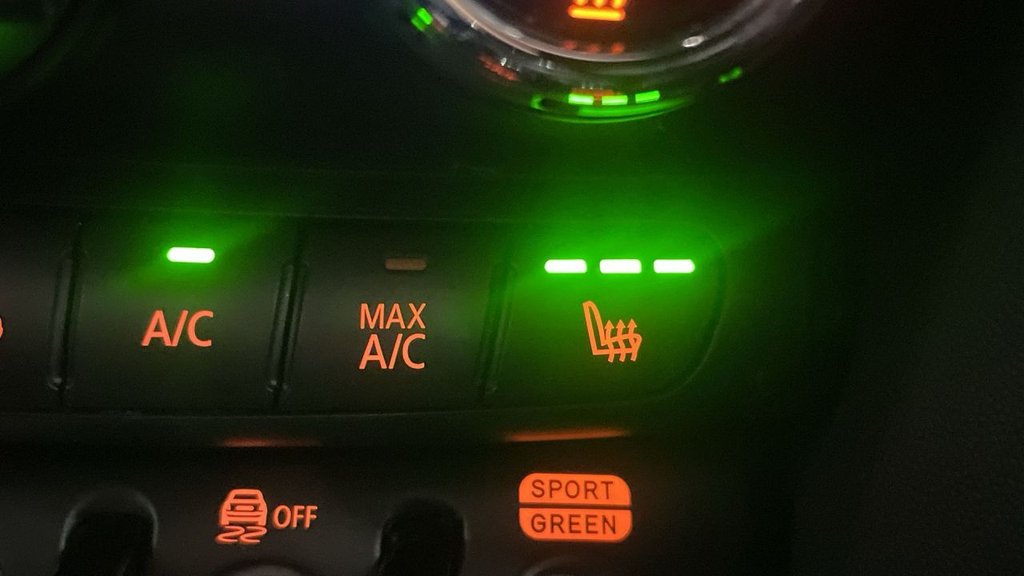 A/C
MAX
A/C
OFF
SPORT
GREEN